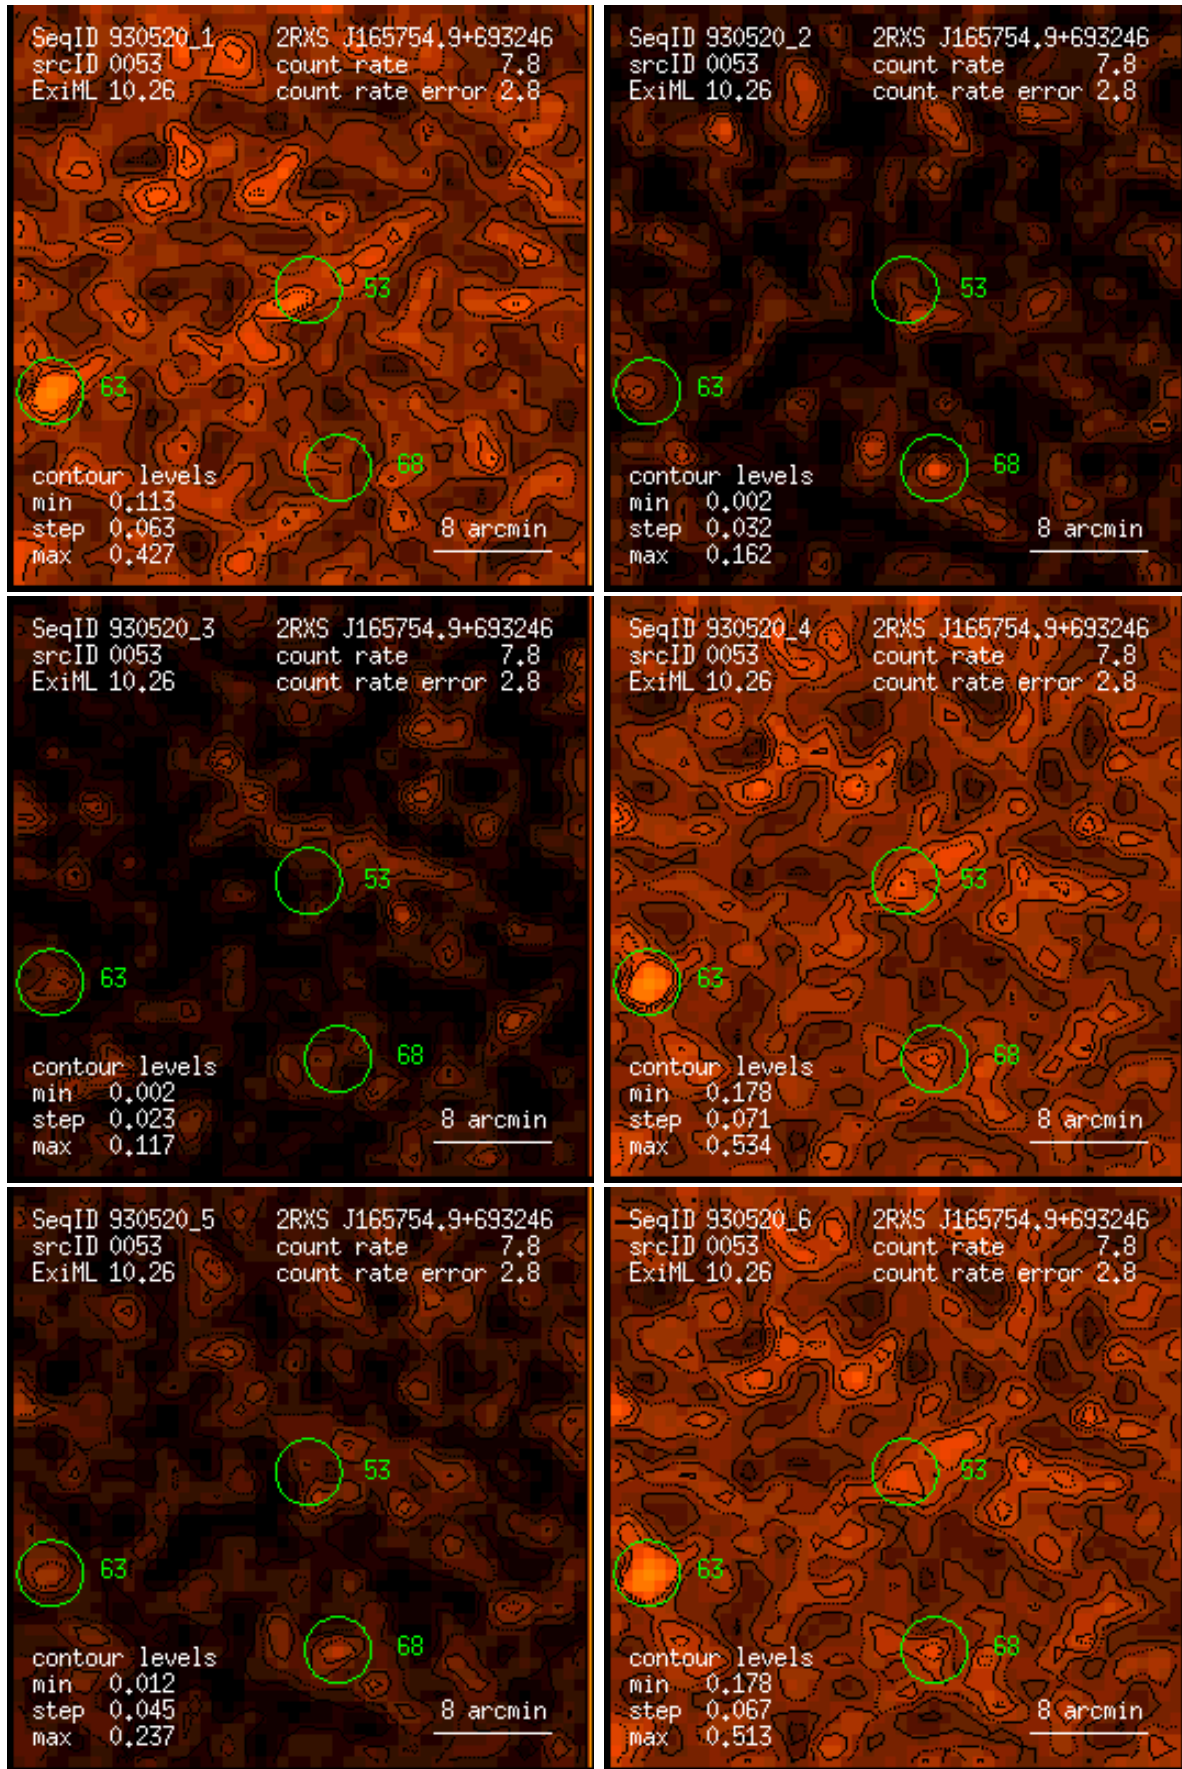 SeqID 930520_1 2RXS J165754.9+693246
srcID 0053 count rate 7.8
ExiML 10.26 count rate error 2.8
53
63
68
contour levels
min 0.113
step 0.063 8 arcmin
max 0.427
SeqID 930520_2 2RXS J165754.9+693246
srcID 0053 count rate 7.8
ExiML 10.26 count rate error 2.8
53
63
68
contour levels
min 0.002
step 0.032 8 arcmin
max 0.162
SeqID 930520_3 2RXS J165754.9+693246
srcID 0053 count rate 7.8
ExiML 10.26 count rate error 2.8
53
63
68
contour levels
min 0.002
step 0.023 8 arcmin
max 0.117
SeqID 930520_4 2RXS J165754.9+693246
srcID 0053 count rate 7.8
ExiML 10.26 count rate error 2.8
53
63
68
contour levels
min 0.178
step 0.071 8 arcmin
max 0.534
SeqID 930520_5 2RXS J165754.9+693246
srcID 0053 count rate 7.8
ExiML 10.26 count rate error 2.8
53
63
68
contour levels
min 0.012
step 0.045 8 arcmin
max 0.237
SeqID 930520_6 2RXS J165754.9+693246
srcID 0053 count rate 7.8
ExiML 10.26 count rate error 2.8
53
63
68
contour levels
min 0.178
step 0.067 8 arcmin
max 0.513